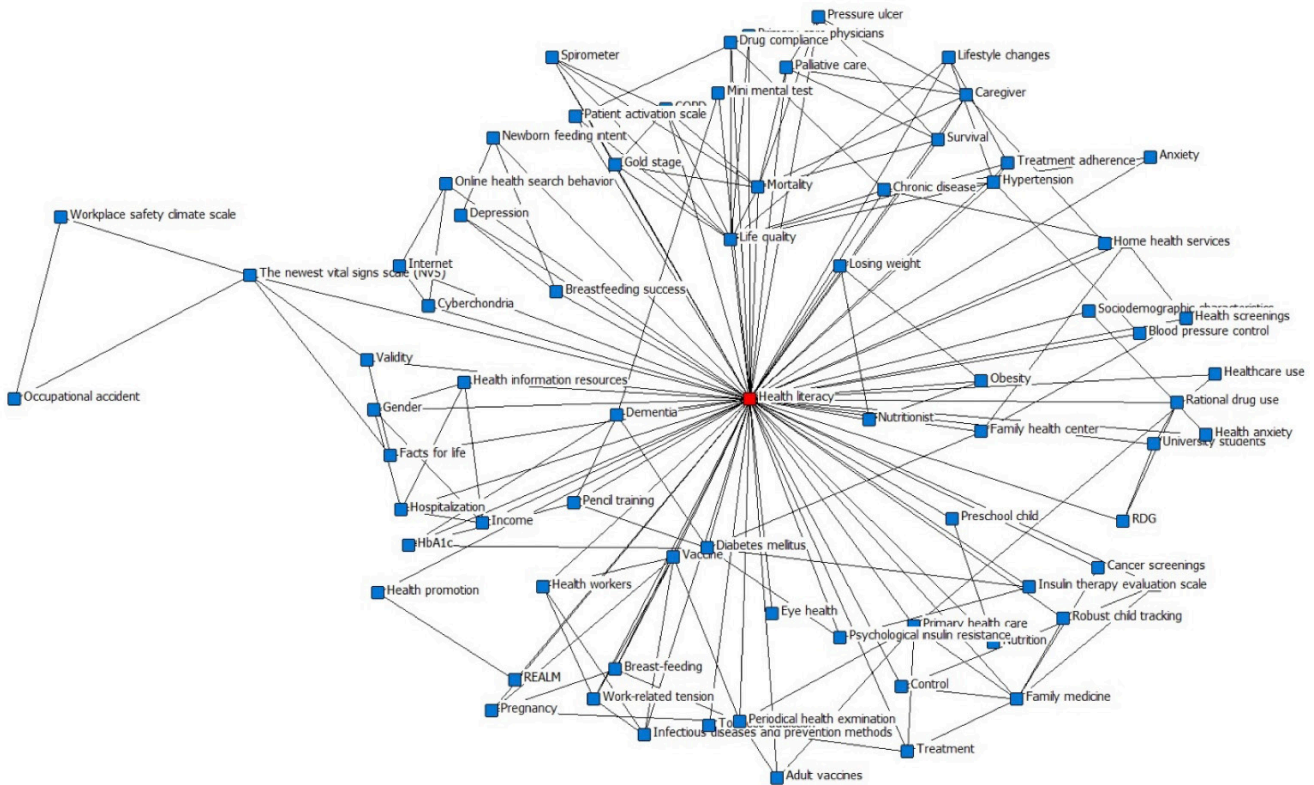 Pressure ulcer
physicians
Drug compliance
Spirometer
Lifestyle changes
Palliative care
Mini mental test
Caregiver
Patient activation scale
Newborn feeding intent
Survival
Gold stage
Treatment adherence
Anxiety
Online health search behavior
Mortality
Chronic disease
Hypertension
Workplace safety climate scale
Depression
Life quality
Home health services
Internet
Losing weight
The newest vital signs scale (NVS)
Cyberchondria
Breastfeeding success
Sociodemographic characteristics
Health screenings
Blood pressure control
Validity
Health information resources
Obesity
Healthcare use
Occupational accident
Health literacy
Rational drug use
Gender
Dementia
Nutritionist
Family health center
Health anxiety
University students
Facts for life
Hospitalization
Pencil training
Income
Preschool child
RDG
HbA1c
Diabetes mellitus
Vaccine
Cancer screenings
Health workers
Insulin therapy evaluation scale
Health promotion
Eye health
Primary health care
Robust child tracking
Psychological insulin resistance
Nutrition
Breast-feeding
REALM
Control
Work-related tension
Family medicine
Pregnancy
Periodical health exmination
Infectious diseases and prevention methods
Treatment
Adult vaccines